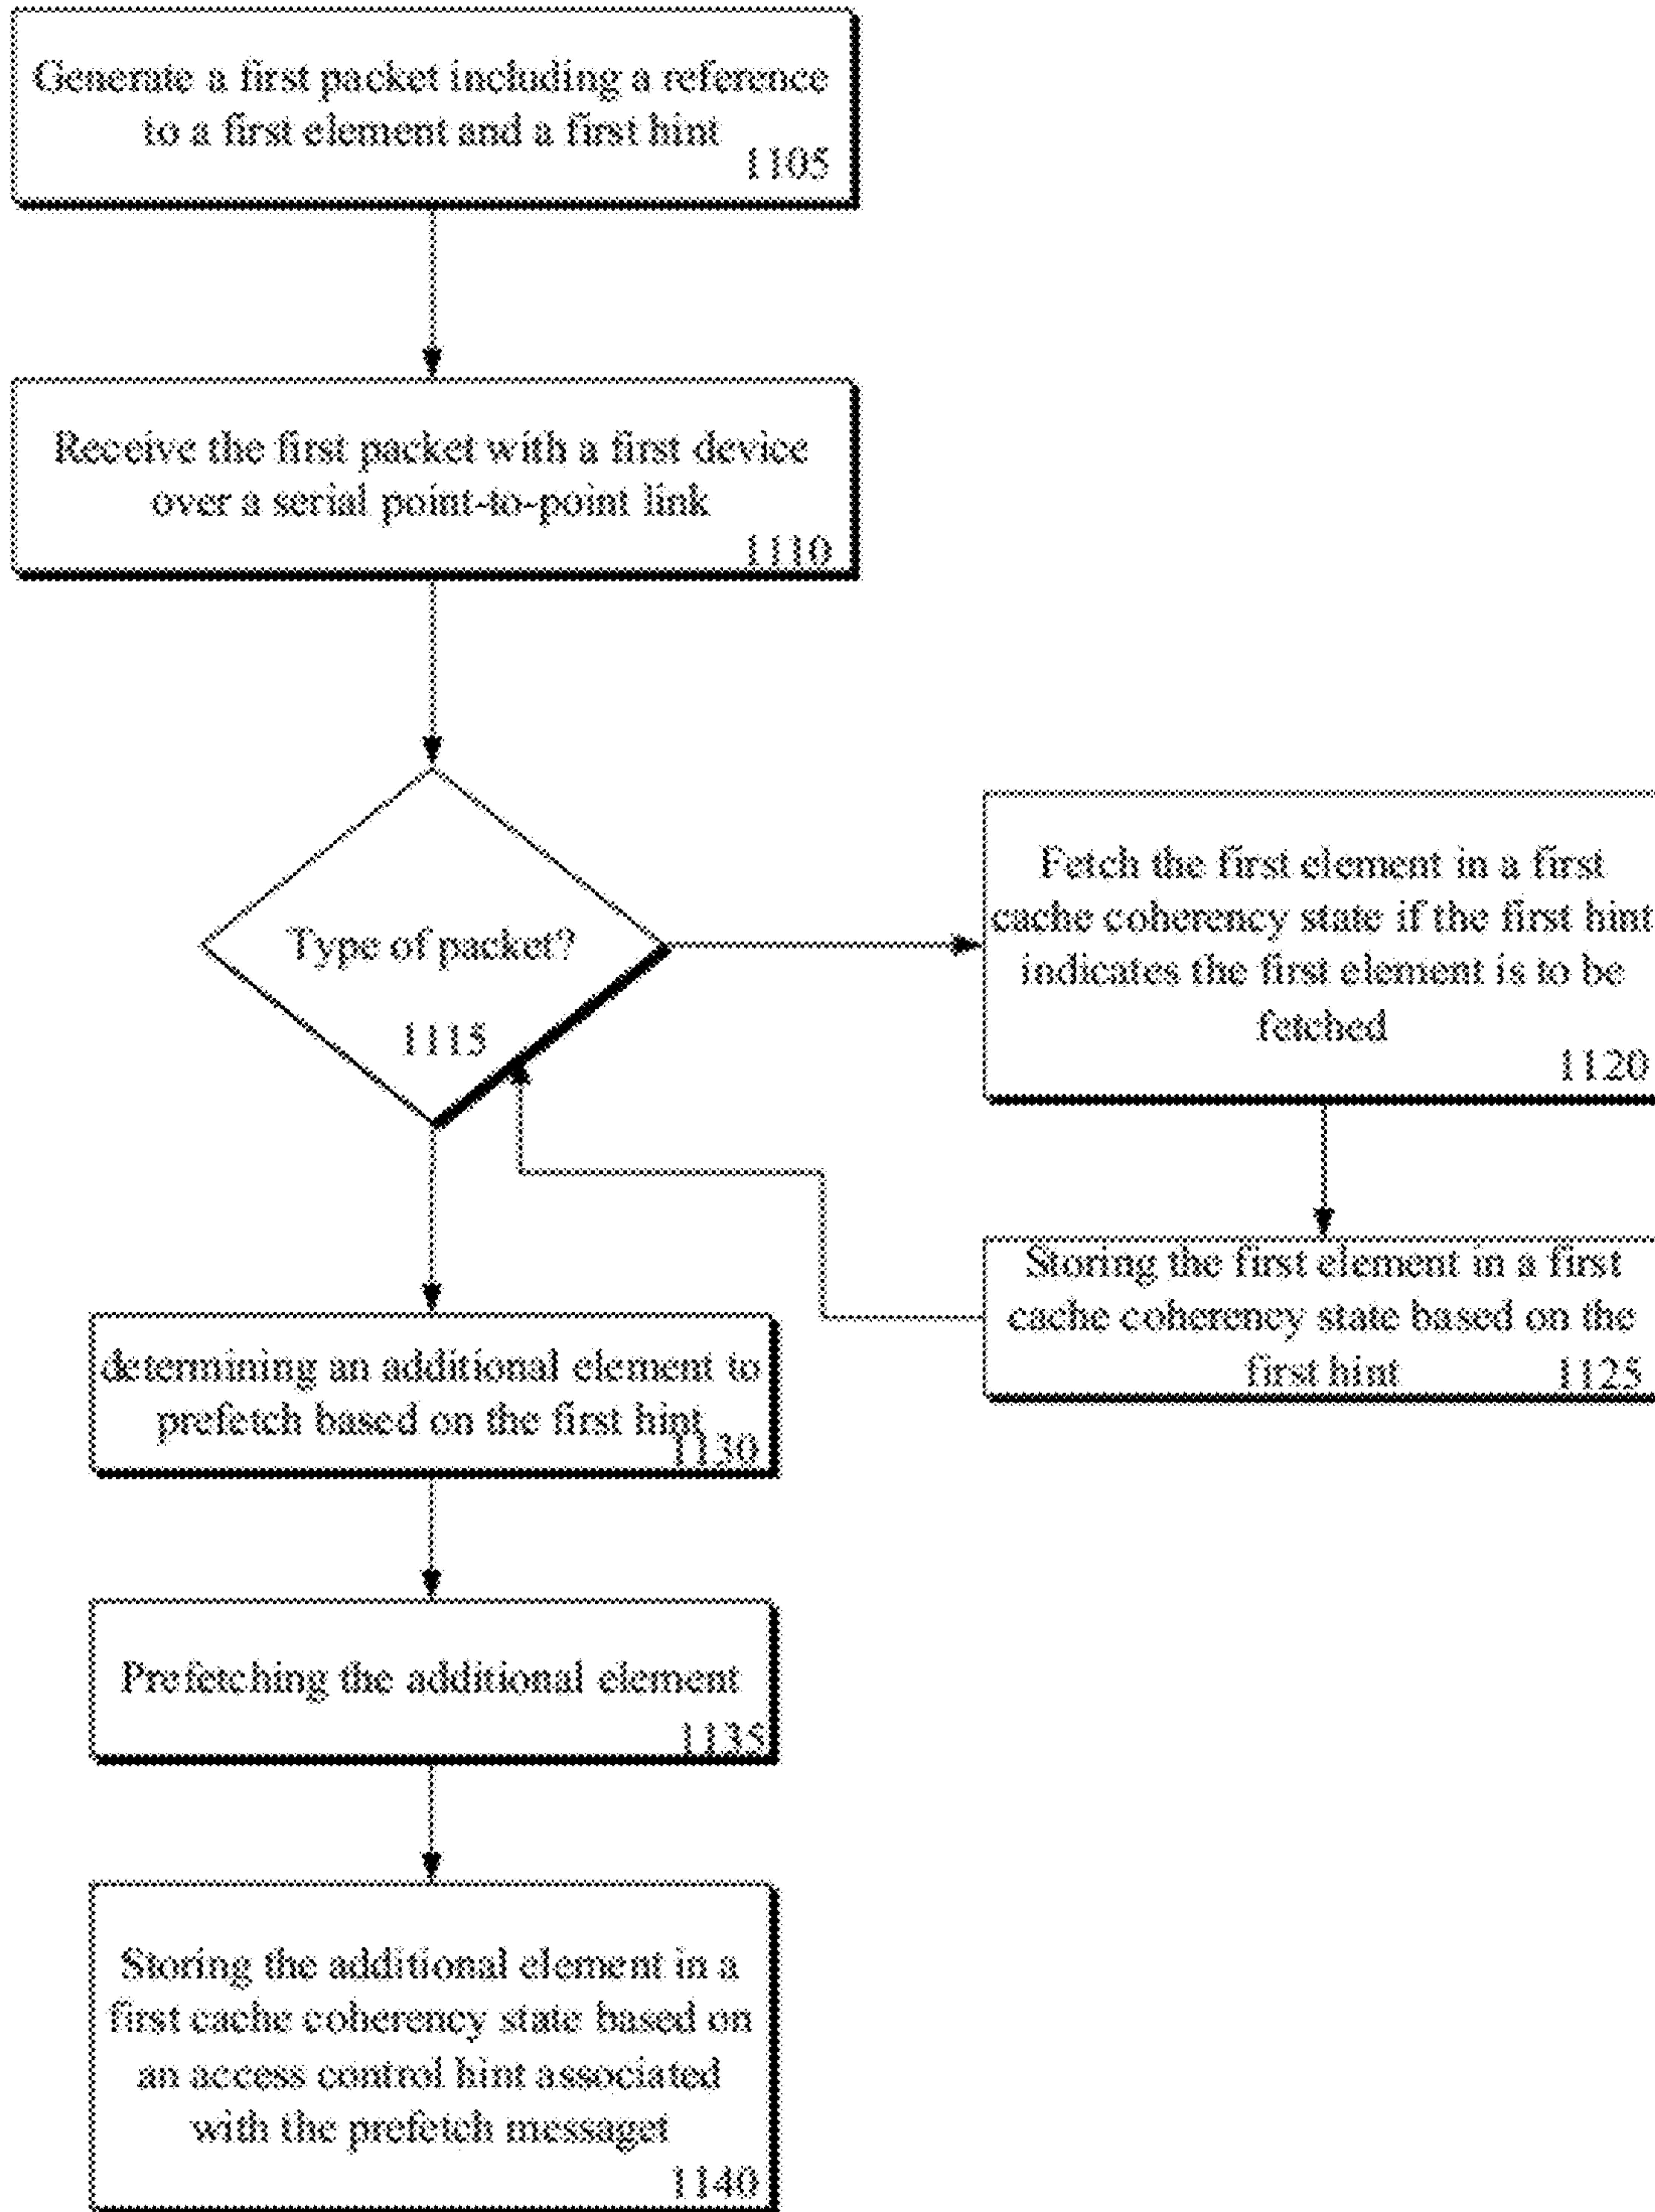 Generate a first packet including a reference
to a first element and a first hint
1105
Receive the first packet with a first device
over a serial point-to-point link
1110
Type of packet?
1115
Fetch the first element in a first
cache coherency state if the first hint
indicates the first element is to be
fetched
1120
Storing the first element in a first
cache coherency state based on the
first hint
1125
determining an additional element to
prefetch based on the first hint
1130
Prefetching the additional element
1135
Storing the additional element in a
first cache coherency state based on
an access control hint associated
with the prefetch messaget
1140